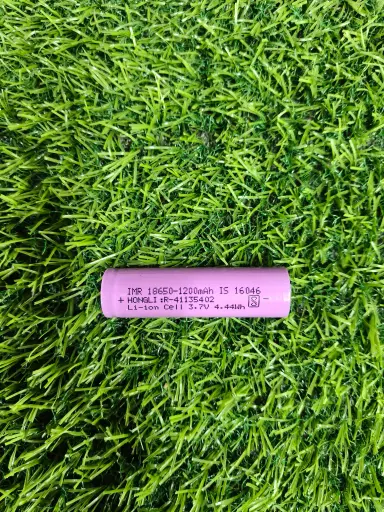 IMR 18650-1200mAh IS 16046
+ HONGLI:R-41135402 S -
Li-ion Cell 3.7V 4.44Wh